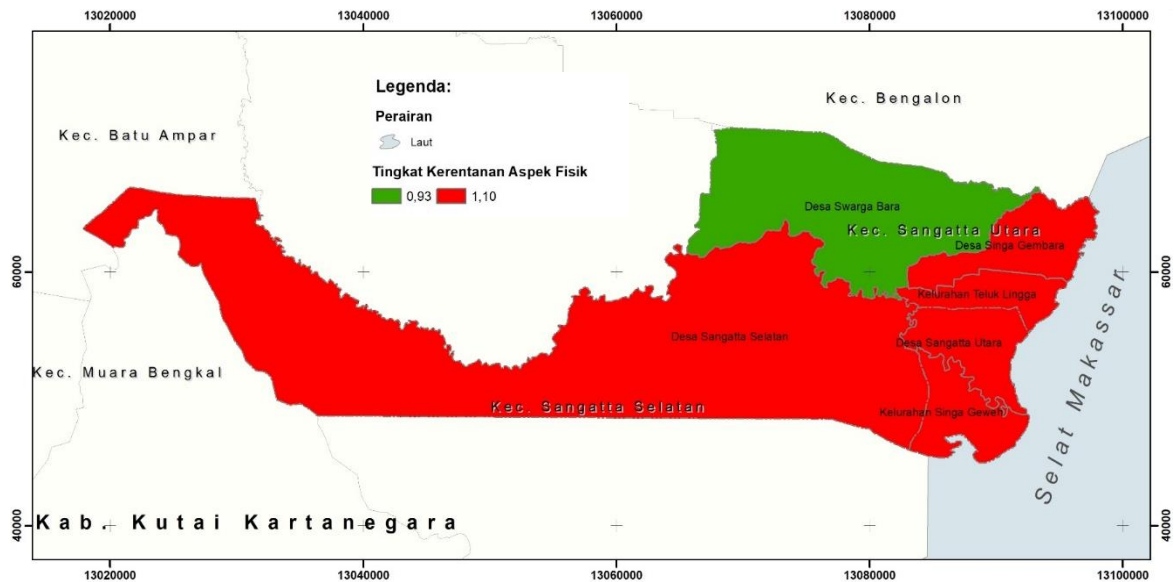 13020000 13040000 13060000 13080000 13100000
Legenda:
Perairan
Laut
Tingkat Kerentanan Aspek Fisik
0,93 1,10
Kec. Bengalon
Kec. Batu Ampar
Desa Swarga Bara
Kec. Sangatta Utara
Desa Singa Gembara
60000 60000
Kelurahan Teluk Lingga
Desa Sangatta Selatan
Desa Sangatta Utara
Kec. Muara Bengkal
Kec. Sangatta Selatan
Kelurahan Singa Geweh
Selat Makassar
Kab. Kutai Kartanegara
40000 40000
13020000 13040000 13060000 13080000 13100000